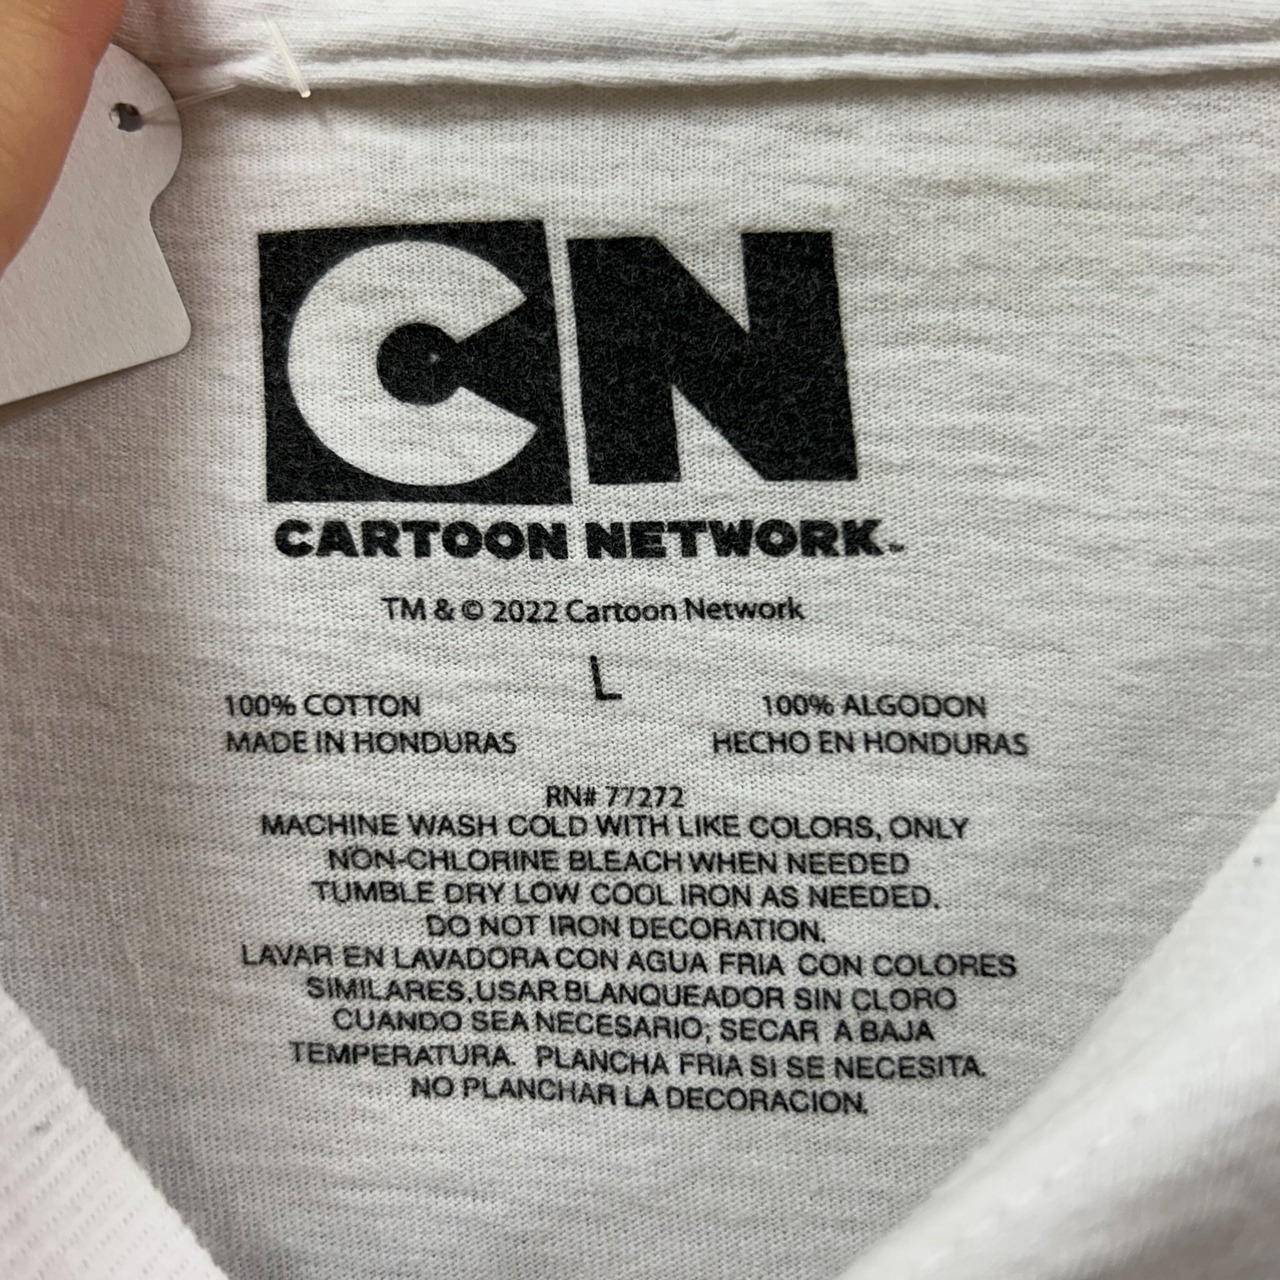 CN
CARTOON NETWORK™
TM & © 2022 Cartoon Network
L
100% COTTON
MADE IN HONDURAS
100% ALGODON
HECHO EN HONDURAS
RN# 77272
MACHINE WASH COLD WITH LIKE COLORS, ONLY
NON-CHLORINE BLEACH WHEN NEEDED
TUMBLE DRY LOW COOL IRON AS NEEDED.
DO NOT IRON DECORATION.
LAVAR EN LAVADORA CON AGUA FRIA CON COLORES
SIMILARES.USAR BLANQUEADOR SIN CLORO
CUANDO SEA NECESARIO; SECAR A BAJA
TEMPERATURA. PLANCHA FRIA SI SE NECESITA.
NO PLANCHAR LA DECORACION.